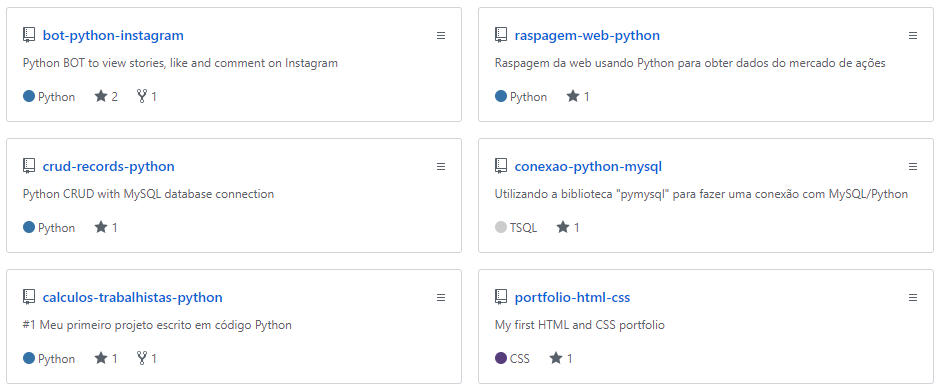 bot-python-instagram
Python BOT to view stories, like and comment on Instagram
Python 2 1
raspagem-web-python
Raspagem da web usando Python para obter dados do mercado de ações
Python 1
crud-records-python
Python CRUD with MySQL database connection
Python 1
conexao-python-mysql
Utilizando a biblioteca "pymysql" para fazer uma conexão com MySQL/Python
TSQL 1
calculos-trabalhistas-python
#1 Meu primeiro projeto escrito em código Python
Python 1 1
portfolio-html-css
My first HTML and CSS portfolio
CSS 1